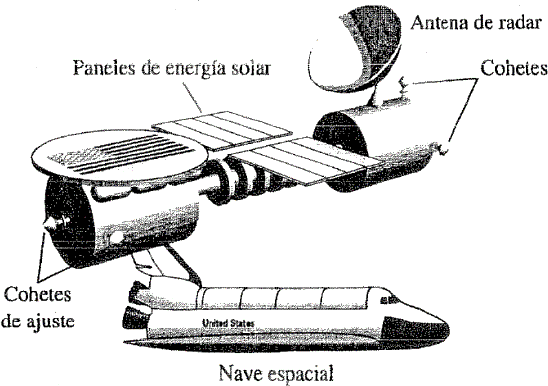 Antena de radar
Paneles de energía solar
Cohetes
Cohetes
de ajuste
United States
Nave espacial